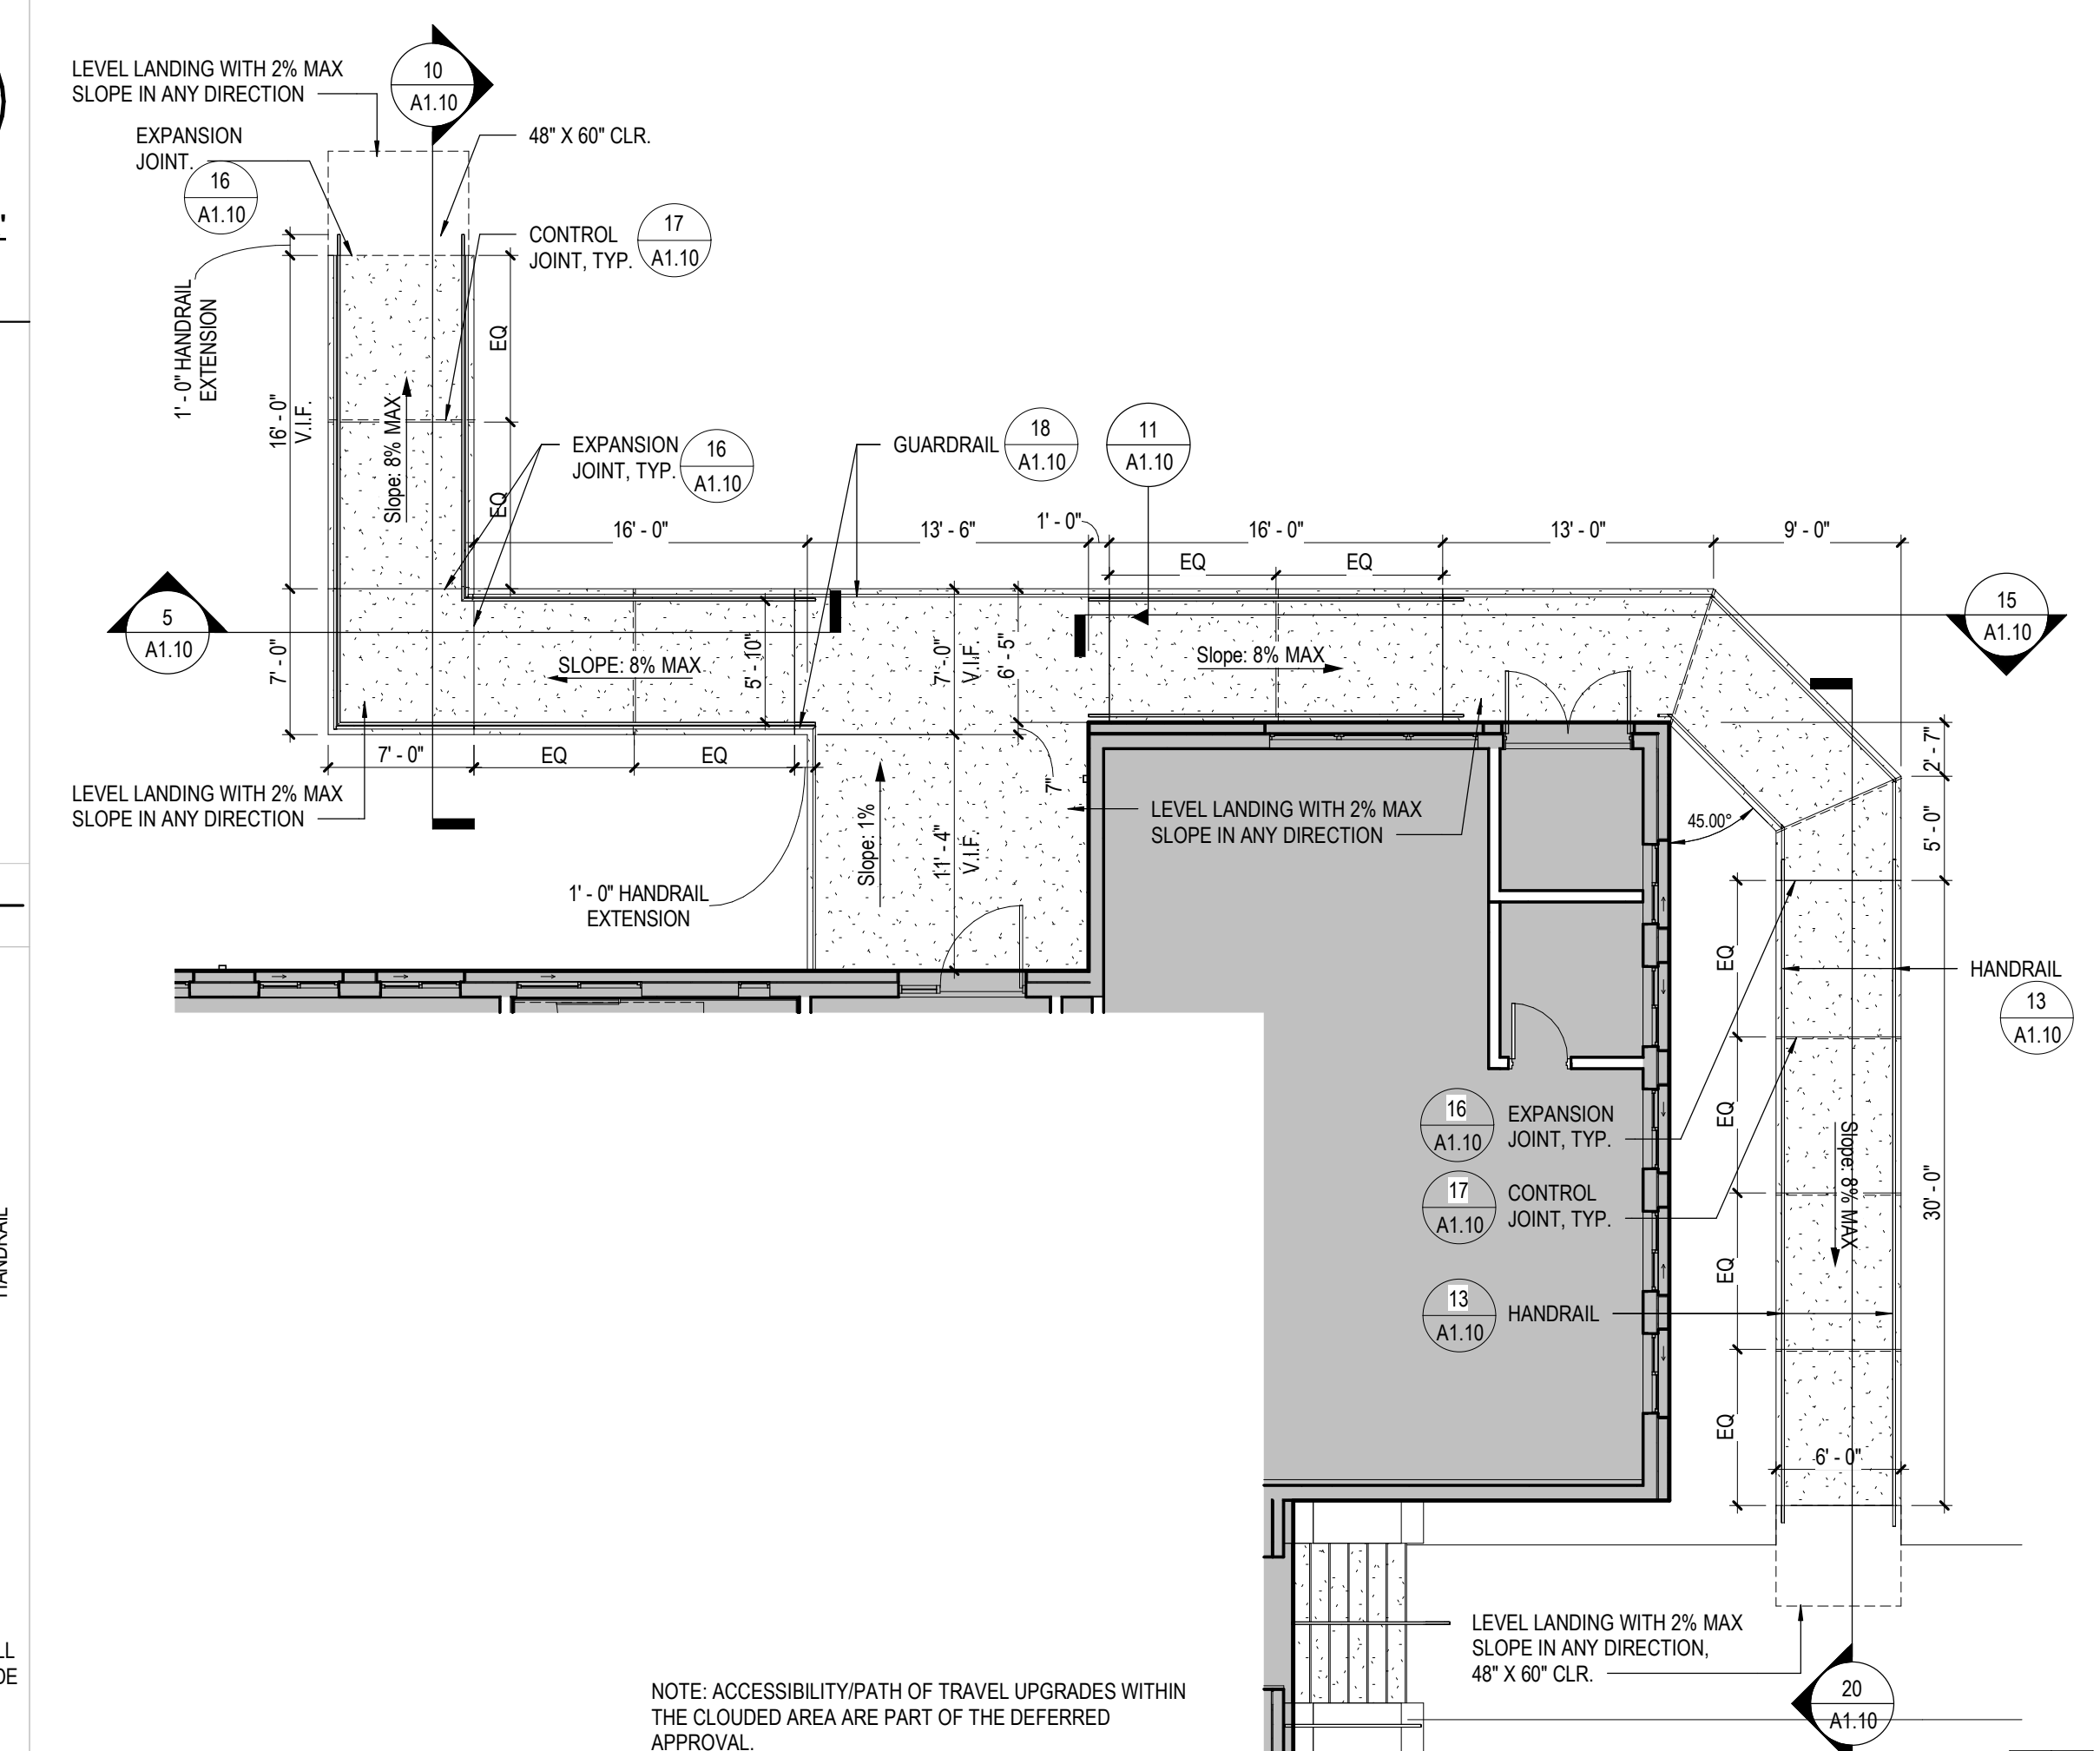 LEVEL LANDING WITH 2% MAX
SLOPE IN ANY DIRECTION
10
A1.10
EXPANSION
JOINT.
16
A1.10
48" X 60" CLR.
CONTROL
JOINT, TYP.
17
A1.10
1' - 0" HANDRAIL
EXTENSION
16' - 0"
V.I.F.
Slope: 8% MAX
EQ
EQ
EXPANSION
JOINT, TYP.
16
A1.10
GUARDRAIL
18
A1.10
11
A1.10
16' - 0"
13' - 6"
1' - 0"
16' - 0"
13' - 0"
9' - 0"
EQ
EQ
5
A1.10
15
A1.10
7' - 0"
SLOPE: 8% MAX
5' - 10"
7' - 0"
V.I.F.
6' - 5"
Slope: 8% MAX
7' - 0"
EQ
EQ
7"
2' - 7"
5' - 0"
LEVEL LANDING WITH 2% MAX
SLOPE IN ANY DIRECTION
Slope: 1%
11' - 4"
V.I.F.
LEVEL LANDING WITH 2% MAX
SLOPE IN ANY DIRECTION
45.00°
1' - 0" HANDRAIL
EXTENSION
EQ
HANDRAIL
13
A1.10
16
A1.10
EXPANSION
JOINT, TYP.
EQ
17
A1.10
CONTROL
JOINT, TYP.
Slope: 8% MAX
30' - 0"
EQ
13
A1.10
HANDRAIL
EQ
6' - 0"
HANDRAIL
LL
DE
LEVEL LANDING WITH 2% MAX
SLOPE IN ANY DIRECTION,
48" X 60" CLR.
20
A1.10
NOTE: ACCESSIBILITY/PATH OF TRAVEL UPGRADES WITHIN
THE CLOUDED AREA ARE PART OF THE DEFERRED
APPROVAL.